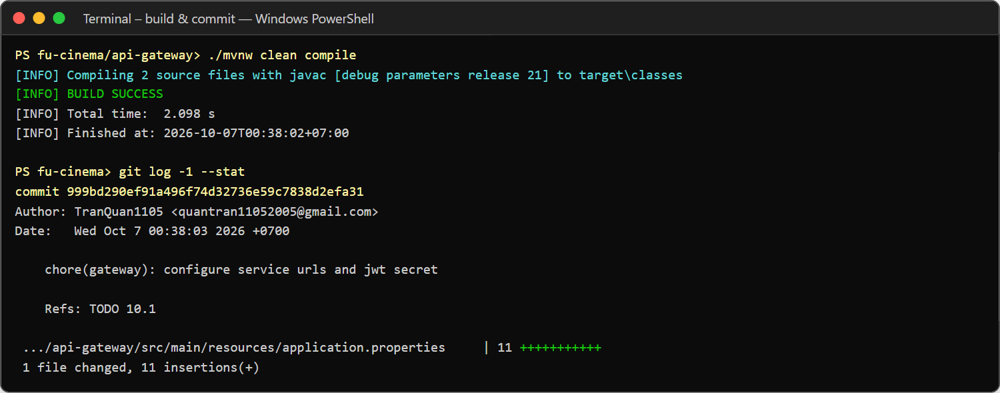 Terminal – build & commit — Windows PowerShell
PS fu-cinema/api-gateway> ./mvnw clean compile
[INFO] Compiling 2 source files with javac [debug parameters release 21] to target\classes
[INFO] BUILD SUCCESS
[INFO] Total time:  2.098 s
[INFO] Finished at: 2026-10-07T00:38:02+07:00
PS fu-cinema> git log -1 --stat
commit 999bd290ef91a496f74d32736e59c7838d2efa31
Author: TranQuan1105 <quantran11052005@gmail.com>
Date:   Wed Oct 7 00:38:03 2026 +0700
    chore(gateway): configure service urls and jwt secret
    Refs: TODO 10.1
 .../api-gateway/src/main/resources/application.properties     | 11 +++++++++++
 1 file changed, 11 insertions(+)